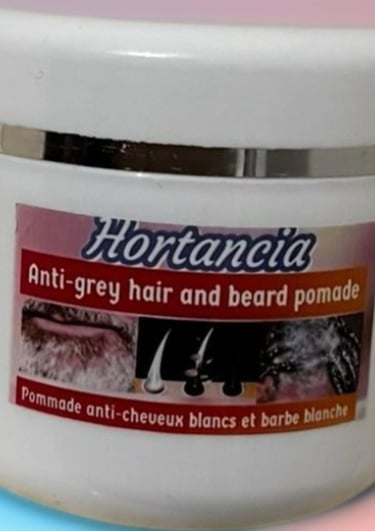 Hortancia
Anti-grey hair and beard pomade
Pommade anti-cheveux blancs et barbe blanche